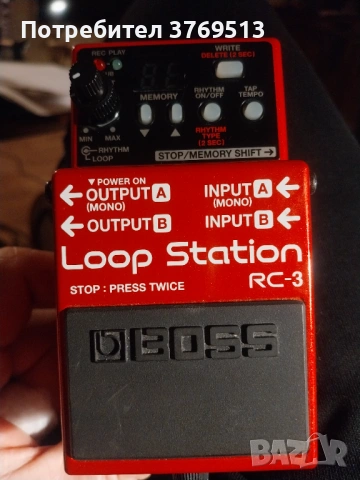 Потребител 3769513
REC PLAY
WRITE
DELETE (2 SEC)
MEMORY
RHYTHM ON/OFF
TAP TEMPO
MIN MAX
RHYTHM
LOOP
RHYTHM TYPE (2 SEC)
STOP/MEMORY SHIFT →
▼ POWER ON
← OUTPUT A
(MONO)
← OUTPUT B
INPUT A ←
(MONO)
INPUT B ←
Loop Station
RC-3
STOP : PRESS TWICE
BOSS
BAZAR